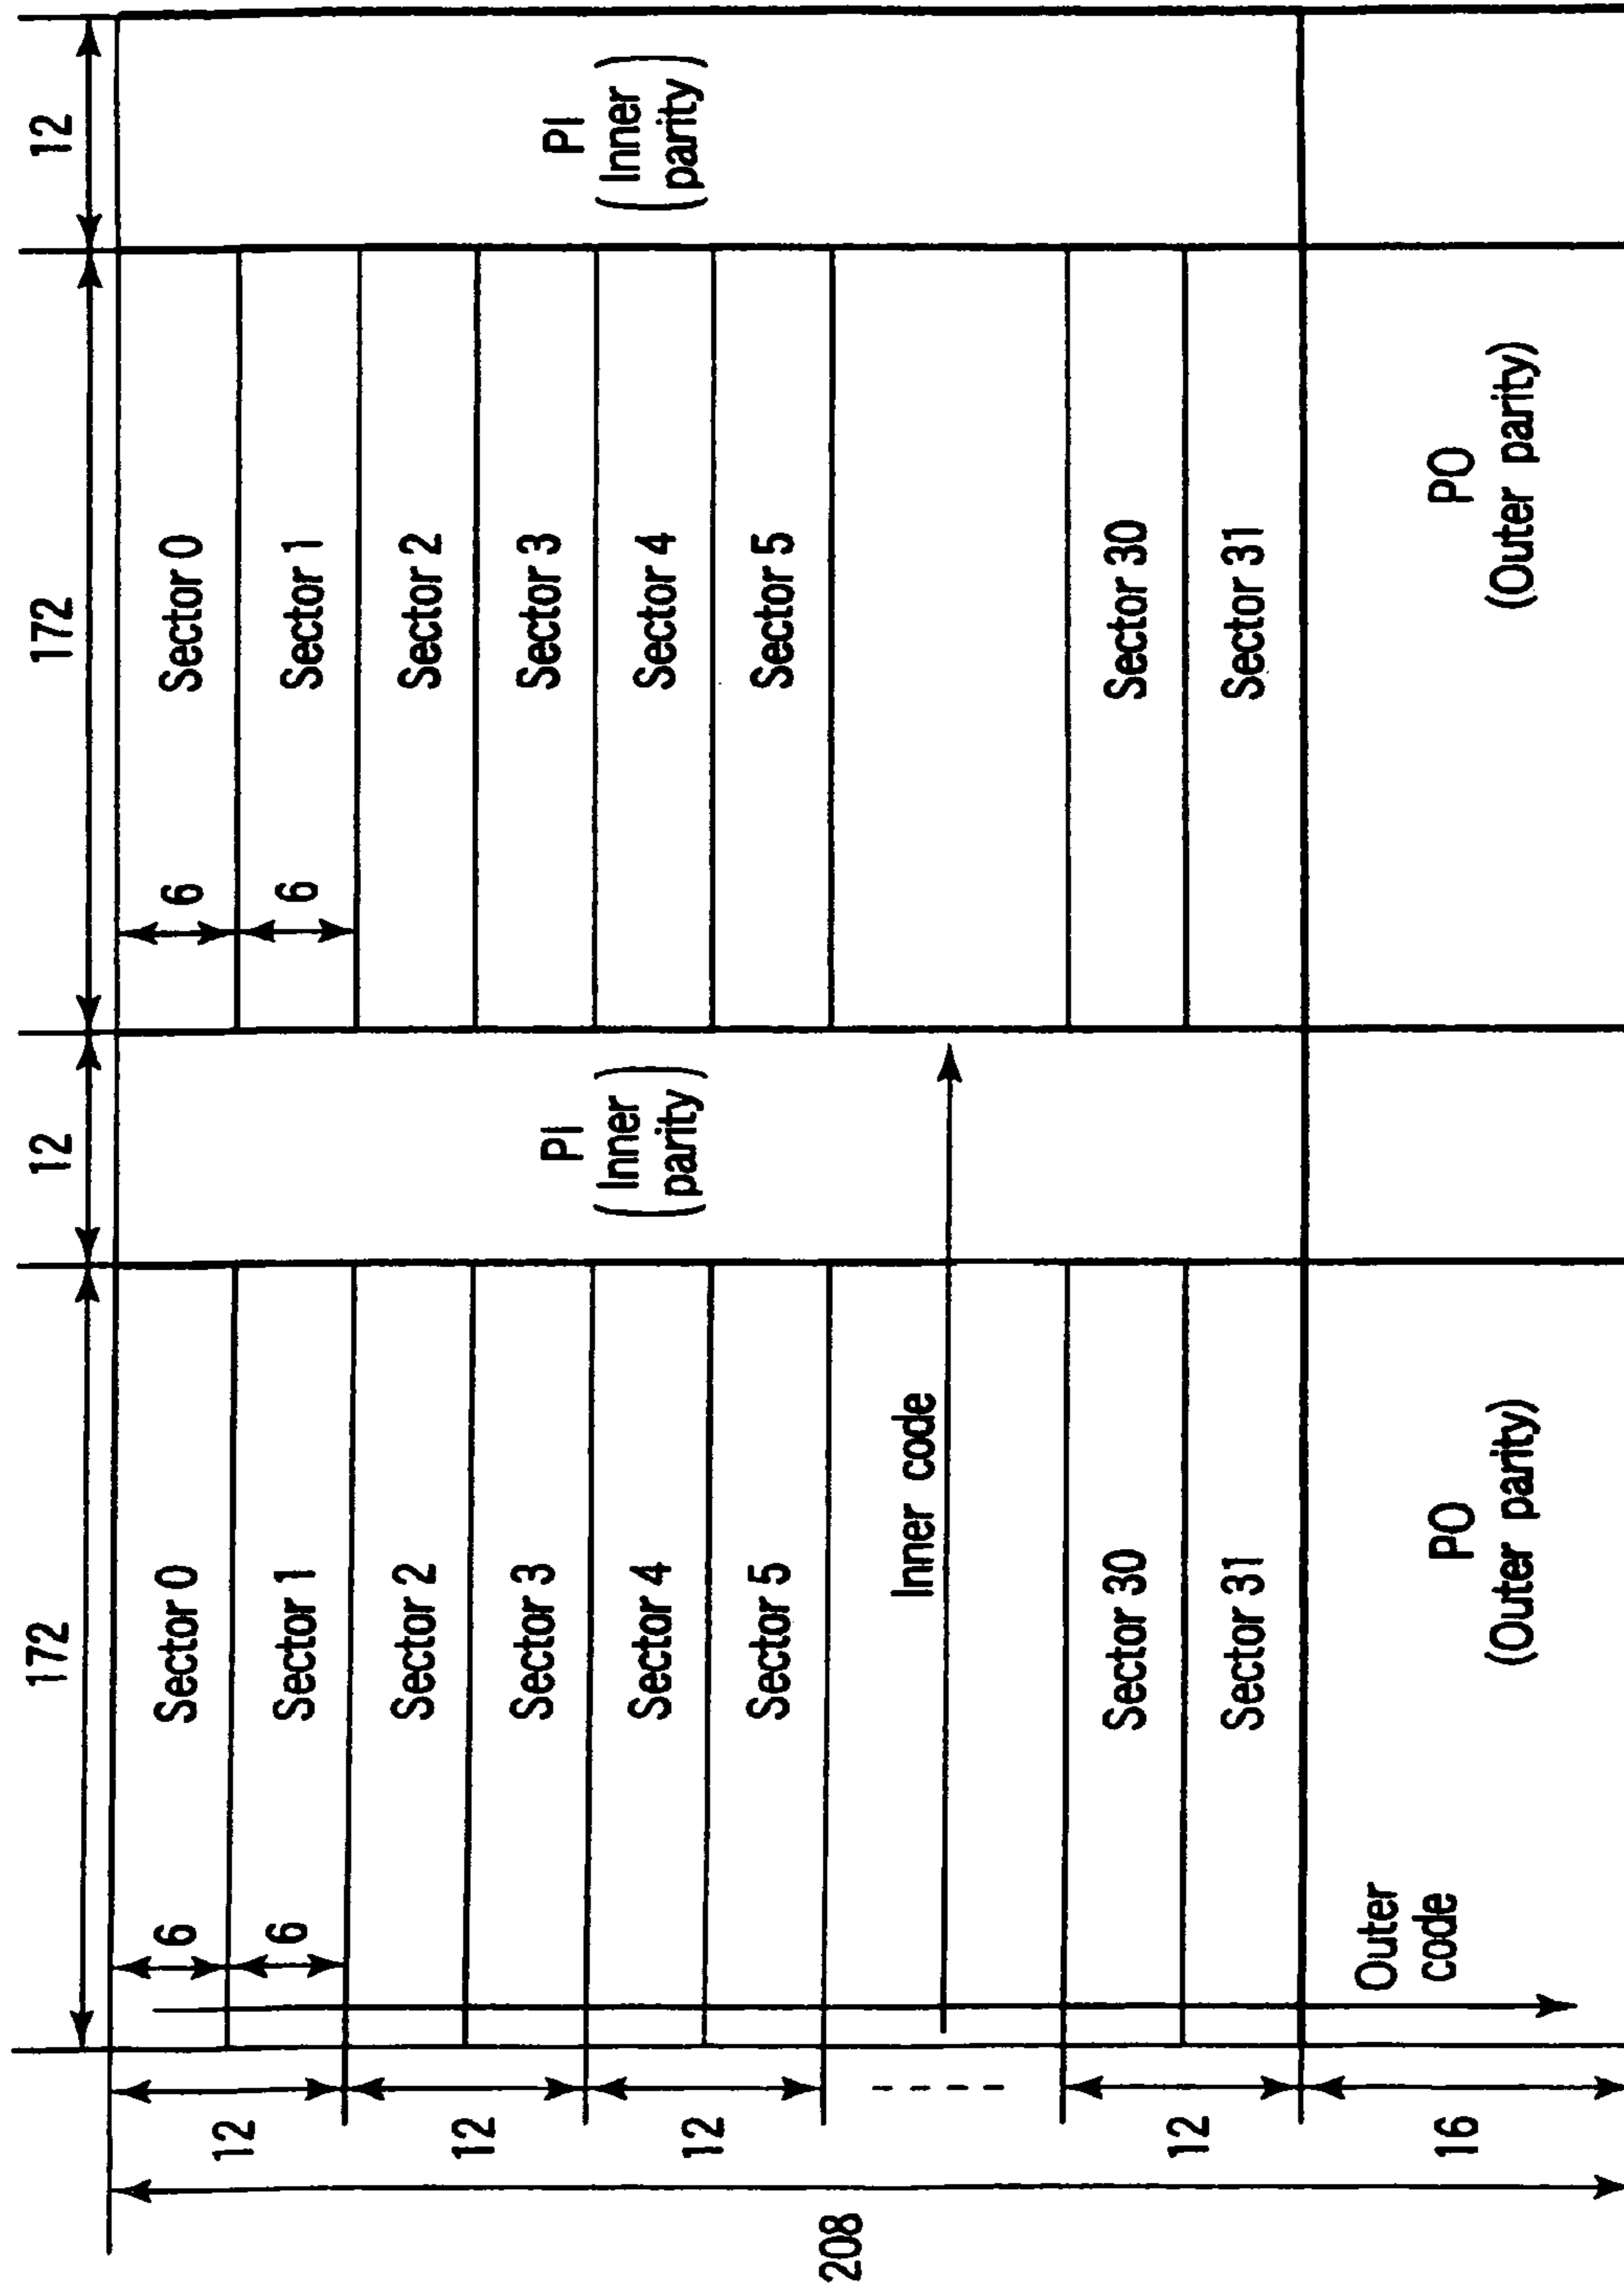 172
12
172
12
6
Sector 0
6
Sector 0
12
6
Sector 1
6
Sector 1
Sector 2
Sector 2
12
Sector 3
Sector 3
PI
(Inner
parity)
PI
(Inner
parity)
Sector 4
Sector 4
12
Sector 5
Sector 5
208
Inner code
Sector 30
Sector 30
12
Sector 31
Sector 31
Outer
code
16
PO
(Outer parity)
PO
(Outer parity)